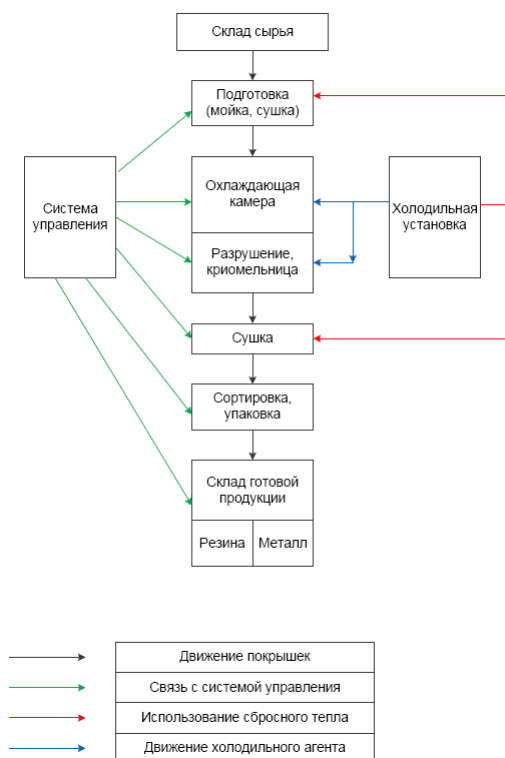 Склад сырья
Подготовка
(мойка, сушка)
Охлаждающая
камера
Система
управления
Холодильная
установка
Разрушение,
криомельница
Сушка
Сортировка,
упаковка
Склад готовой
продукции
Резина
Металл
Движение покрышек
Связь с системой управления
Использование сбросного тепла
Движение холодильного агента